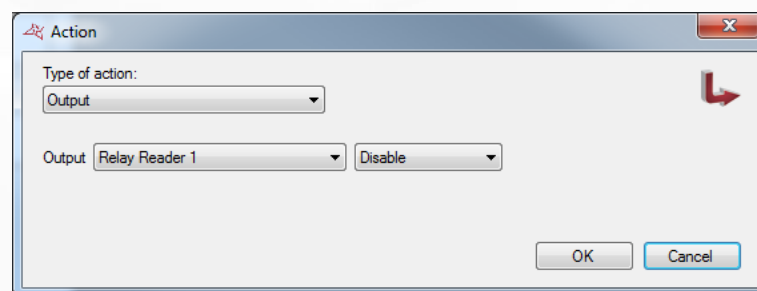 Action
Type of action:
Output
Output Relay Reader 1 Disable
OK Cancel